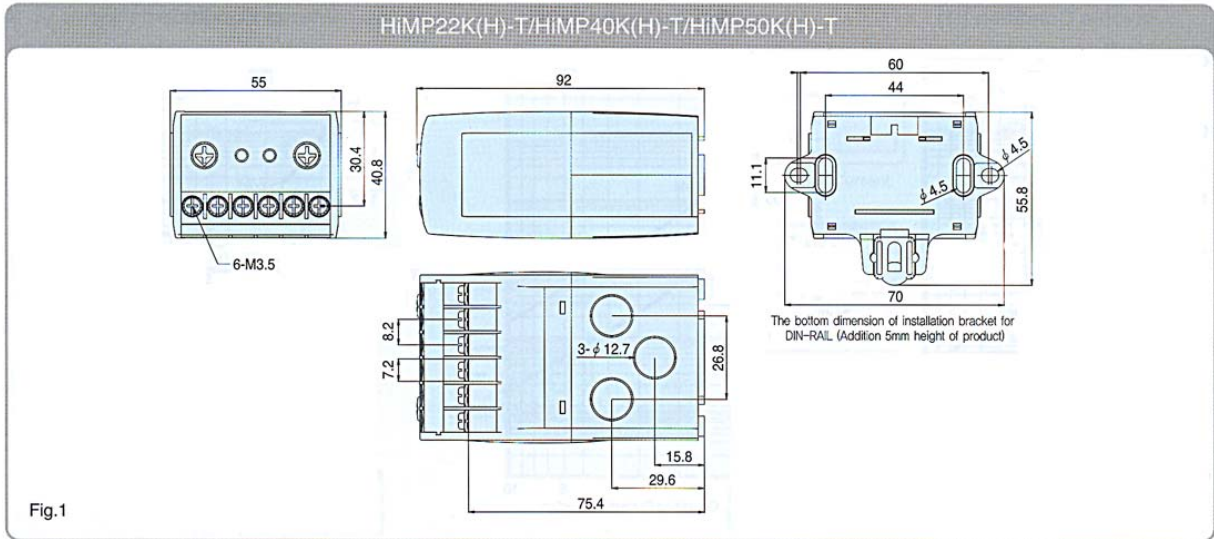 HiMP22K(H)-T/HiMP40K(H)-T/HiMP50K(H)-T
55
30.4
40.8
6-M3.5
92
60
44
11.1
ϕ4.5
ϕ4.5
55.8
70
The bottom dimension of installation bracket for
DIN-RAIL (Addition 5mm height of product)
8.2
7.2
3-ϕ12.7
26.8
15.8
29.6
75.4
Fig.1